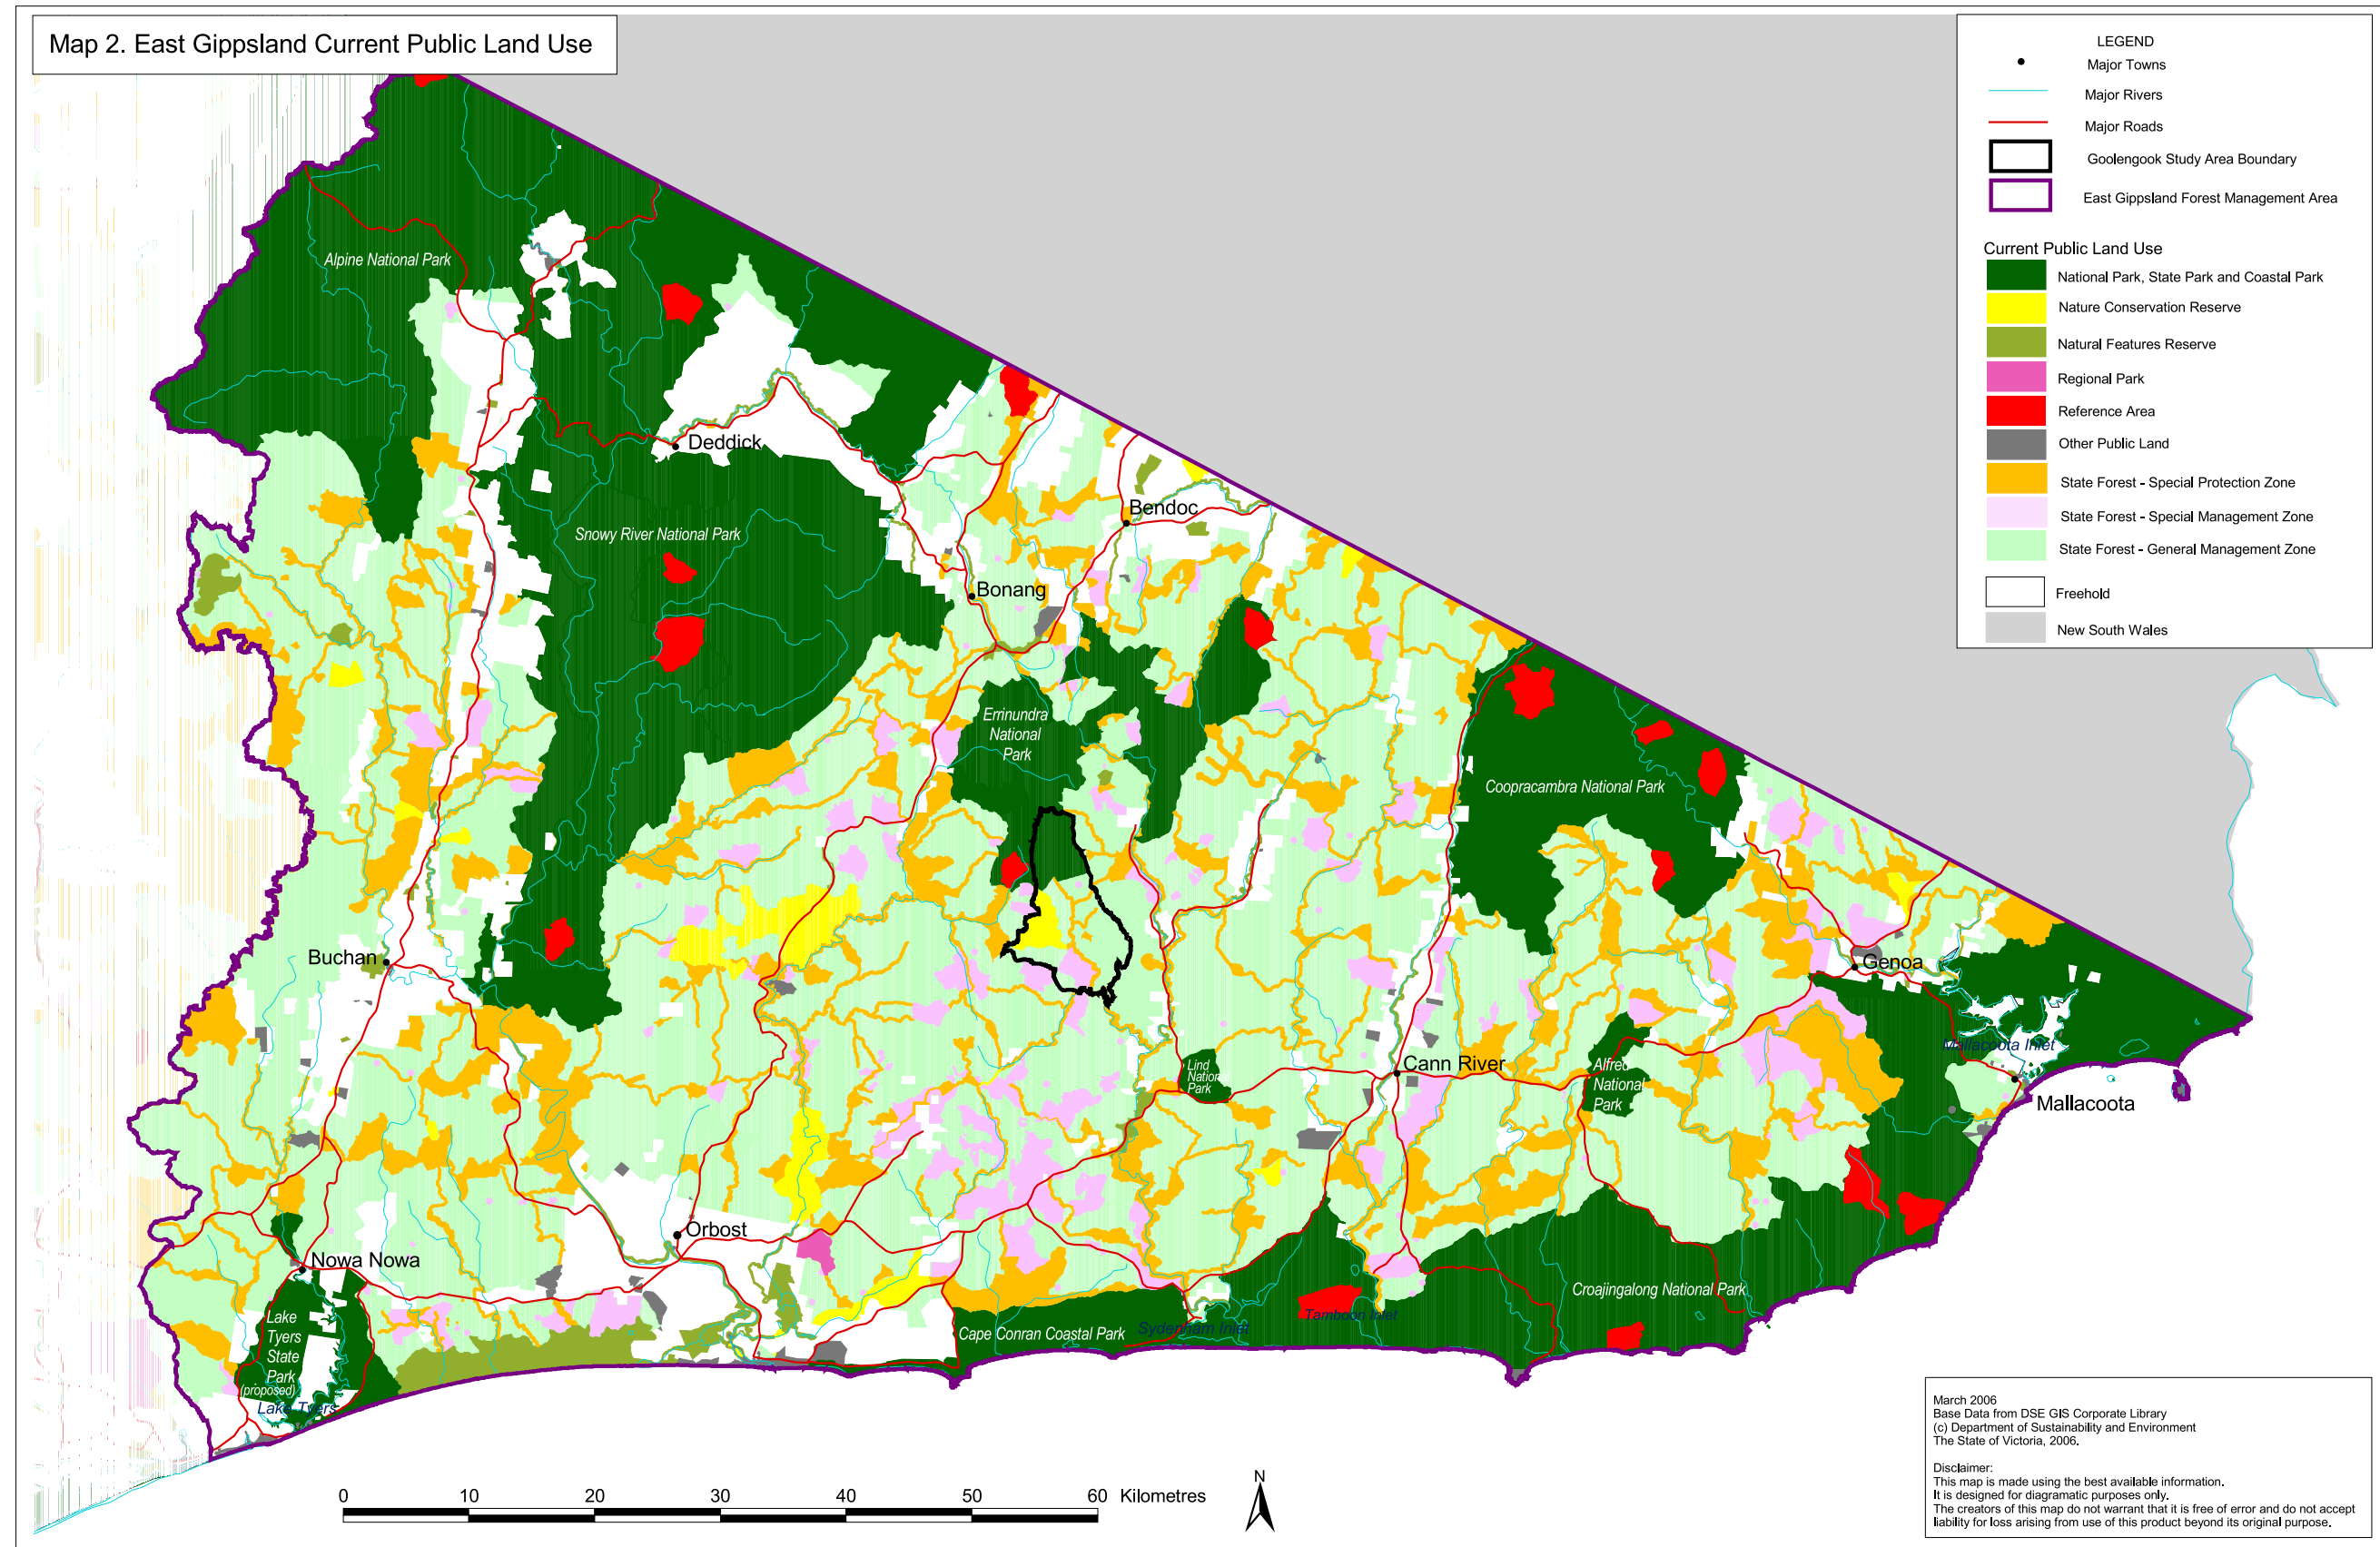 Map 2. East Gippsland Current Public Land Use
LEGEND
Major Towns
Major Rivers
Major Roads
Goolengook Study Area Boundary
East Gippsland Forest Management Area
Current Public Land Use
National Park, State Park and Coastal Park
Nature Conservation Reserve
Natural Features Reserve
Regional Park
Reference Area
Other Public Land
State Forest - Special Protection Zone
State Forest - Special Management Zone
State Forest - General Management Zone
Freehold
New South Wales
Alpine National Park
Deddick
Bendoc
Snowy River National Park
Bonang
Errinundra
National
Park
Coopracambra National Park
Buchan
Genoa
Mallacoota Inlet
Lind
National
Park
Cann River
Alfred
National
Park
Mallacoota
Orbost
Nowa Nowa
Croajingalong National Park
Lake
Tyers
State
Park
(proposed)
Lake Tyers
Cape Conran Coastal Park
Sydenham Inlet
Tamboon Inlet
0 10 20 30 40 50 60 Kilometres
N
March 2006
Base Data from DSE GIS Corporate Library
(c) Department of Sustainability and Environment
The State of Victoria, 2006.
Disclaimer:
This map is made using the best available information.
It is designed for diagramatic purposes only.
The creators of this map do not warrant that it is free of error and do not accept
liability for loss arising from use of this product beyond its original purpose.